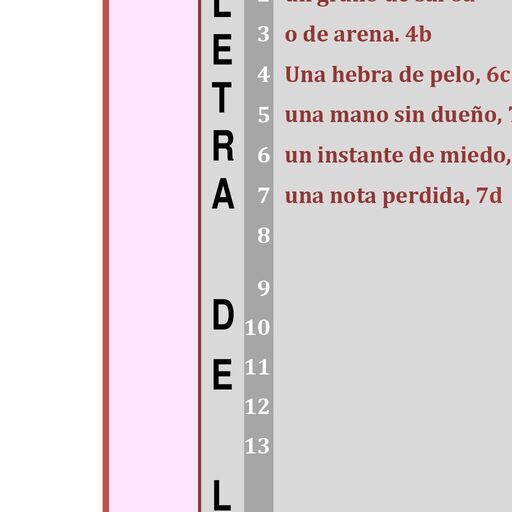 LETRA DE L
2 un grano de sal ca
3 o de arena. 4b
4 Una hebra de pelo, 6c
5 una mano sin dueño, 7
6 un instante de miedo,
7 una nota perdida, 7d
8
9
10
11
12
13